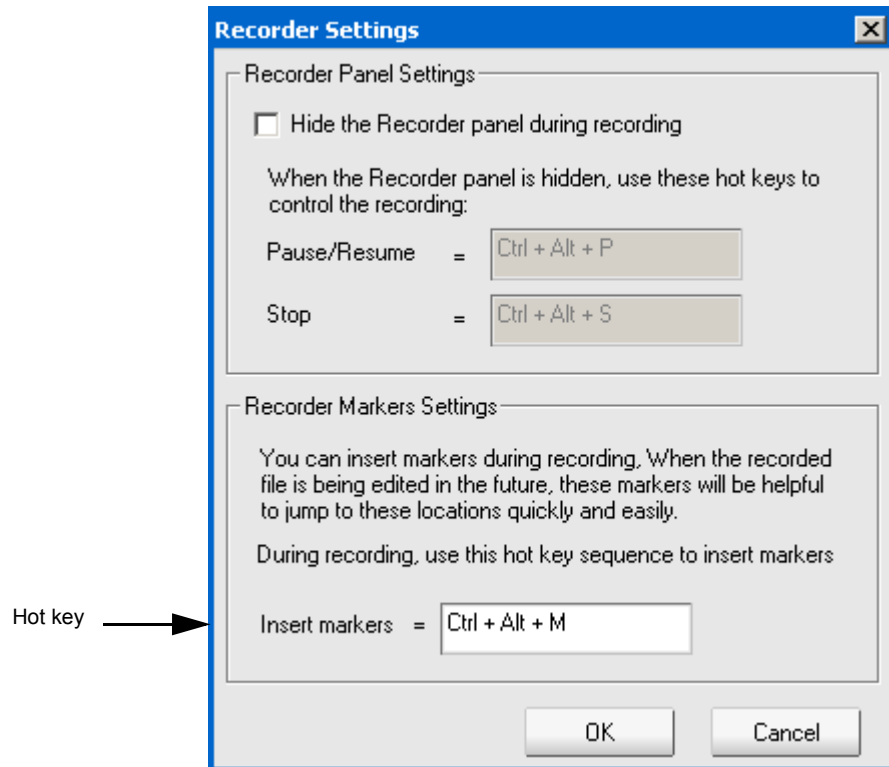 Recorder Settings
Recorder Panel Settings
Hide the Recorder panel during recording
When the Recorder panel is hidden, use these hot keys to
control the recording:
Pause/Resume = Ctrl + Alt + P
Stop = Ctrl + Alt + S
Recorder Markers Settings
You can insert markers during recording, When the recorded
file is being edited in the future, these markers will be helpful
to jump to these locations quickly and easily.
During recording, use this hot key sequence to insert markers
Hot key
Insert markers = Ctrl + Alt + M
OK Cancel